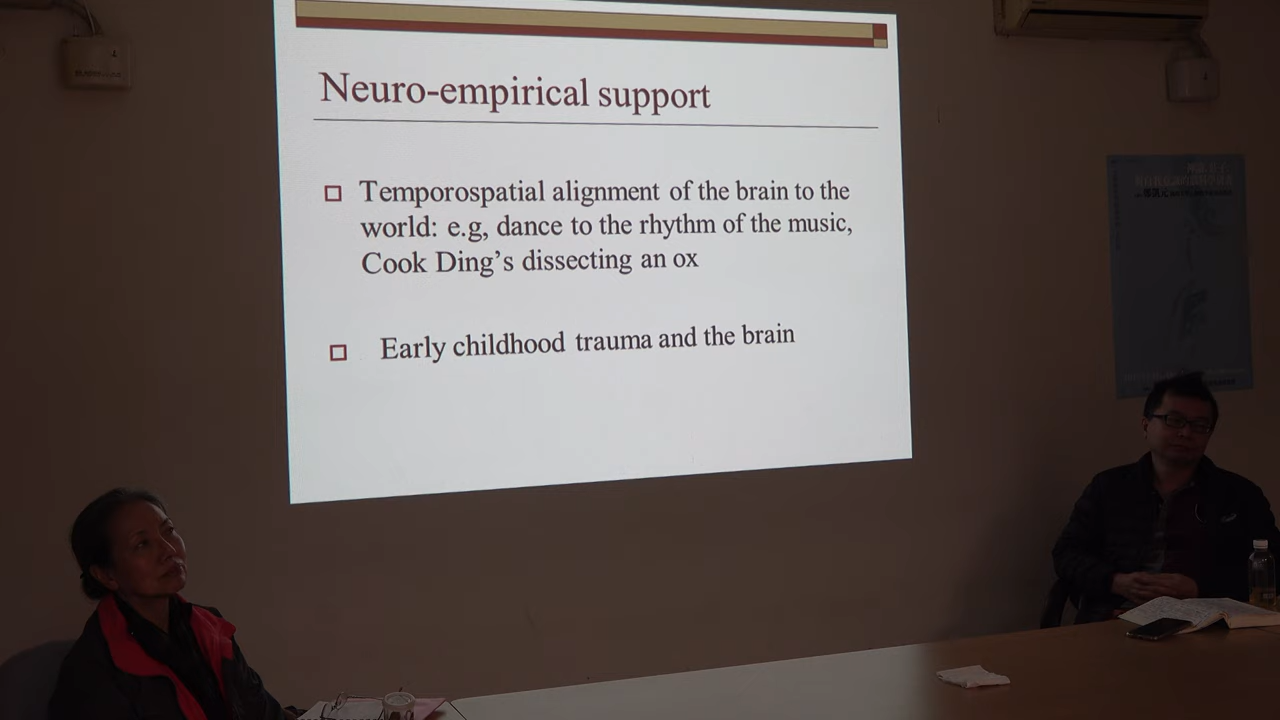 Neuro-empirical support
Temporospatial alignment of the brain to the
world: e.g, dance to the rhythm of the music,
Cook Ding’s dissecting an ox
Early childhood trauma and the brain